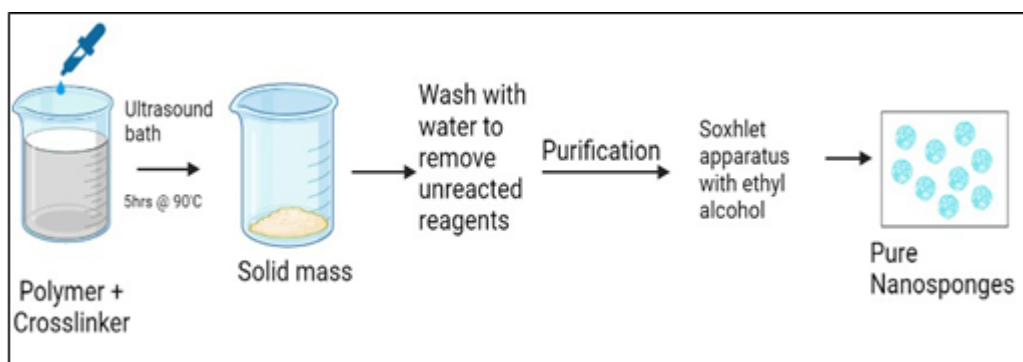 Polymer +
Crosslinker
Ultrasound
bath
5hrs @ 90'C
Solid mass
Wash with
water to
remove
unreacted
reagents
Purification
Soxhlet
apparatus
with ethyl
alcohol
Pure
Nanosponges